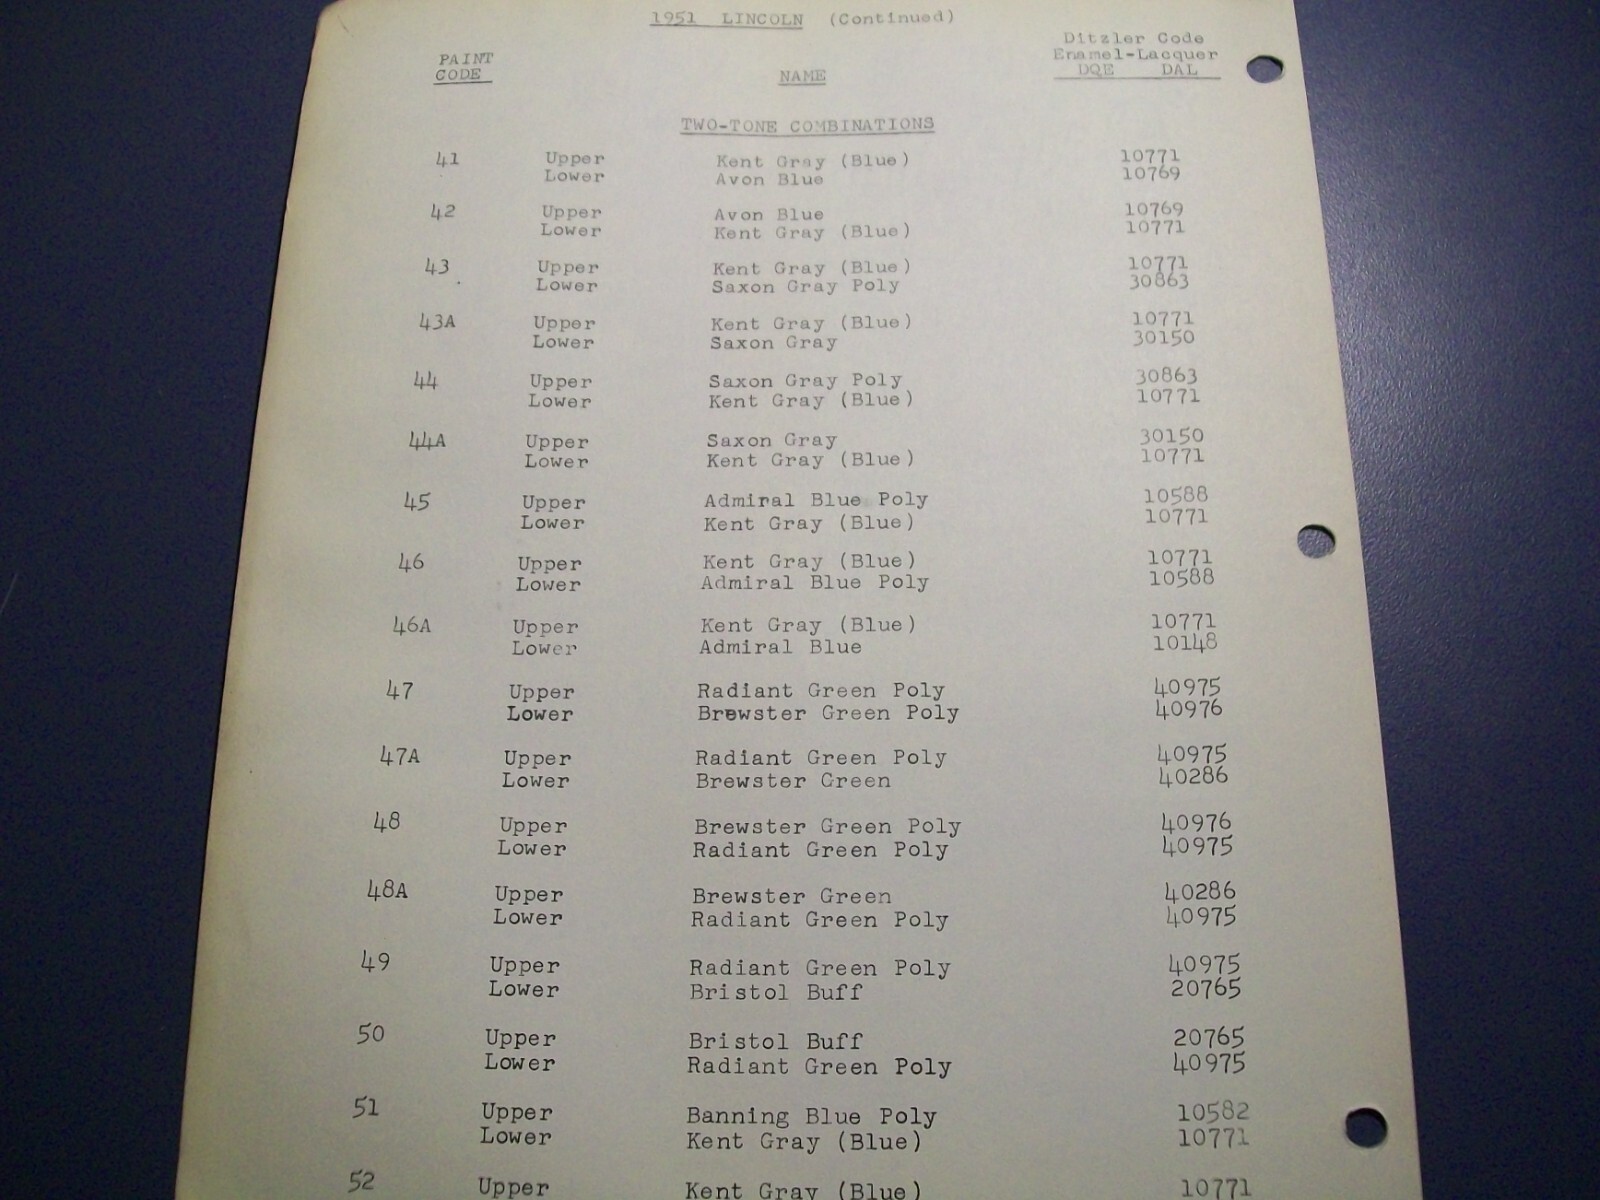 1951 LINCOLN (Continued)
Ditzler Code
PAINT Enamel-Lacquer
CODE NAME DQE DAL
TWO-TONE COMBINATIONS
41 Upper Kent Gray (Blue) 10771
Lower Avon Blue 10769
42 Upper Avon Blue 10769
Lower Kent Gray (Blue) 10771
43 Upper Kent Gray (Blue) 10771
Lower Saxon Gray Poly 30863
43A Upper Kent Gray (Blue) 10771
Lower Saxon Gray 30150
44 Upper Saxon Gray Poly 30863
Lower Kent Gray (Blue) 10771
44A Upper Saxon Gray 30150
Lower Kent Gray (Blue) 10771
45 Upper Admiral Blue Poly 10588
Lower Kent Gray (Blue) 10771
46 Upper Kent Gray (Blue) 10771
Lower Admiral Blue Poly 10588
46A Upper Kent Gray (Blue) 10771
Lower Admiral Blue 10148
47 Upper Radiant Green Poly 40975
Lower Brewster Green Poly 40976
47A Upper Radiant Green Poly 40975
Lower Brewster Green 40286
48 Upper Brewster Green Poly 40976
Lower Radiant Green Poly 40975
48A Upper Brewster Green 40286
Lower Radiant Green Poly 40975
49 Upper Radiant Green Poly 40975
Lower Bristol Buff 20765
50 Upper Bristol Buff 20765
Lower Radiant Green Poly 40975
51 Upper Banning Blue Poly 10582
Lower Kent Gray (Blue) 10771
52 Upper Kent Gray (Blue) 10771